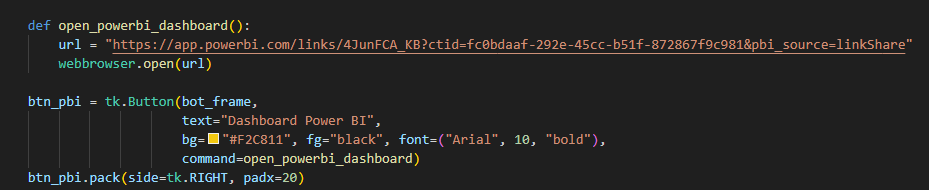 def open_powerbi_dashboard():
    url = "https://app.powerbi.com/links/4JunFCA_KB?ctid=fc0bdaaf-292e-45cc-b51f-872867f9c981&pbi_source=linkShare"
    webbrowser.open(url)

btn_pbi = tk.Button(bot_frame,
                    text="Dashboard Power BI",
                    bg="#F2C811", fg="black", font=("Arial", 10, "bold"),
                    command=open_powerbi_dashboard)
btn_pbi.pack(side=tk.RIGHT, padx=20)